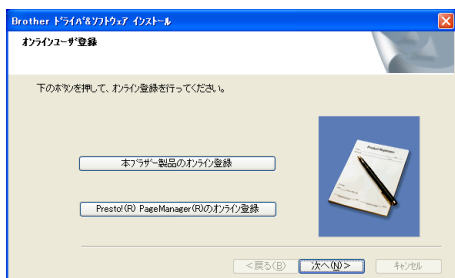 Brother ドライバ&ソフトウェア インストール
オンラインユーザ登録
下のボタンを押して、オンライン登録を行ってください。
本ブラザー製品のオンライン登録
Presto!(R) PageManager(R)のオンライン登録
<戻る(B)
次へ(N)>
キャンセル